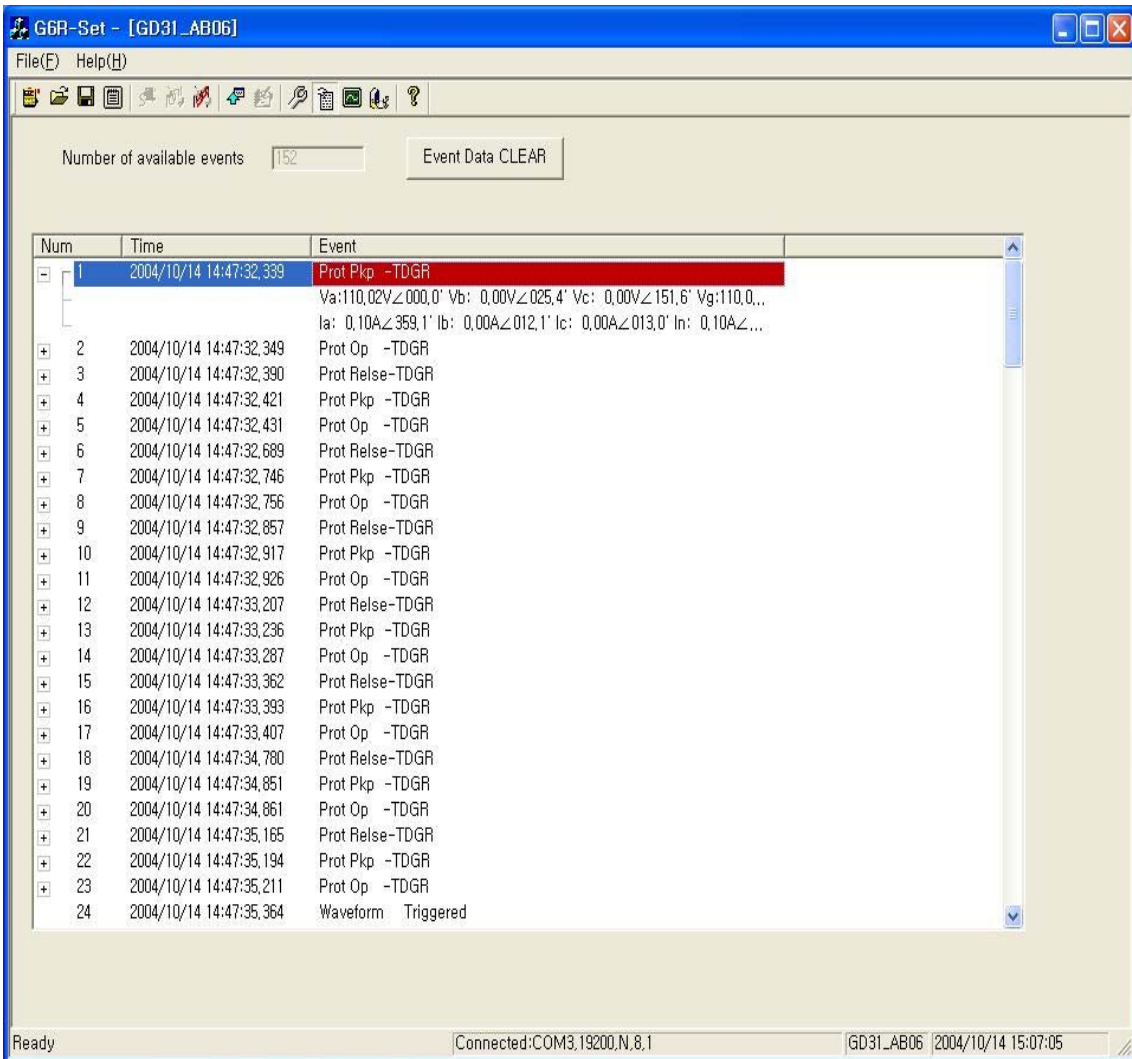 G6R-Set - [GD31_AB06]
File(F) Help(H)
Number of available events 152 Event Data CLEAR
Num Time Event
1 2004/10/14 14:47:32,339 Prot Pkp -TDGR
Va:110,02V∠000,0' Vb: 0,00V∠025,4' Vc: 0,00V∠151,6' Vg:110,0...
Ia: 0,10A∠359,1' Ib: 0,00A∠012,1' Ic: 0,00A∠013,0' In: 0,10A∠...
2 2004/10/14 14:47:32,349 Prot Op -TDGR
3 2004/10/14 14:47:32,390 Prot Relse-TDGR
4 2004/10/14 14:47:32,421 Prot Pkp -TDGR
5 2004/10/14 14:47:32,431 Prot Op -TDGR
6 2004/10/14 14:47:32,689 Prot Relse-TDGR
7 2004/10/14 14:47:32,746 Prot Pkp -TDGR
8 2004/10/14 14:47:32,756 Prot Op -TDGR
9 2004/10/14 14:47:32,857 Prot Relse-TDGR
10 2004/10/14 14:47:32,917 Prot Pkp -TDGR
11 2004/10/14 14:47:32,926 Prot Op -TDGR
12 2004/10/14 14:47:33,207 Prot Relse-TDGR
13 2004/10/14 14:47:33,236 Prot Pkp -TDGR
14 2004/10/14 14:47:33,287 Prot Op -TDGR
15 2004/10/14 14:47:33,362 Prot Relse-TDGR
16 2004/10/14 14:47:33,393 Prot Pkp -TDGR
17 2004/10/14 14:47:33,407 Prot Op -TDGR
18 2004/10/14 14:47:34,780 Prot Relse-TDGR
19 2004/10/14 14:47:34,851 Prot Pkp -TDGR
20 2004/10/14 14:47:34,861 Prot Op -TDGR
21 2004/10/14 14:47:35,165 Prot Relse-TDGR
22 2004/10/14 14:47:35,194 Prot Pkp -TDGR
23 2004/10/14 14:47:35,211 Prot Op -TDGR
24 2004/10/14 14:47:35,364 Waveform Triggered
Ready Connected:COM3,19200,N,8,1 GD31_AB06 2004/10/14 15:07:05